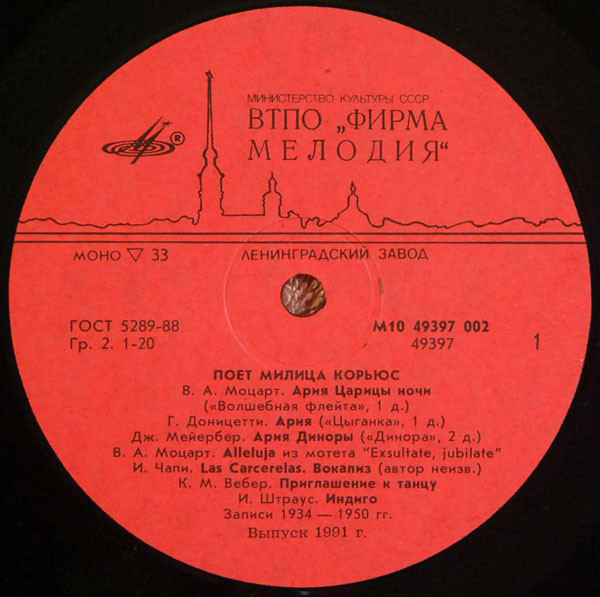 МИНИСТЕРСТВО КУЛЬТУРЫ СССР
ВТПО „ФИРМА
МЕЛОДИЯ“
®
МОНО ▽ 33 ЛЕНИНГРАДСКИЙ ЗАВОД
ГОСТ 5289-88 М10 49397 002
Гр. 2. 1-20 49397 1
ПОЕТ МИЛИЦА КОРЬЮС
В. А. Моцарт. Ария Царицы ночи
(«Волшебная флейта», 1 д.)
Г. Доницетти. Ария («Цыганка», 1 д.)
Дж. Мейербер. Ария Диноры («Динора», 2 д.)
В. А. Моцарт. Alleluja из мотета "Exsultate, jubilate"
И. Чапи. Las Carcerelas. Вокализ (автор неизв.)
К. М. Вебер. Приглашение к танцу
И. Штраус. Индиго
Записи 1934 — 1950 гг.
Выпуск 1991 г.